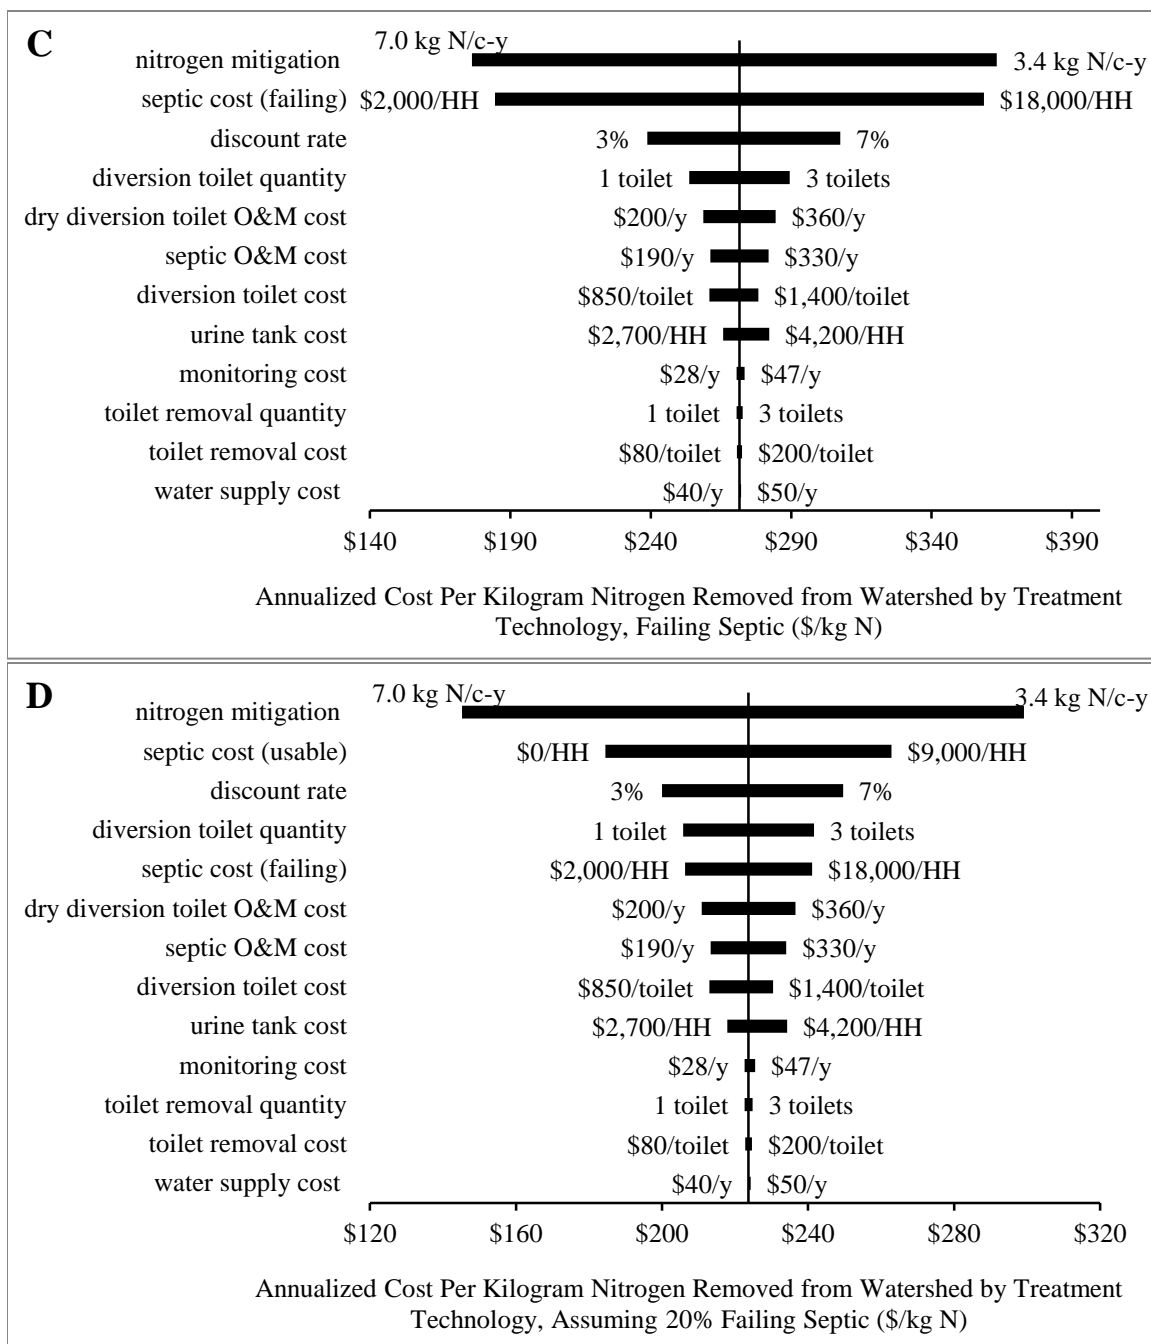 C
7.0 kg N/c-y
nitrogen mitigation 3.4 kg N/c-y
septic cost (failing) $2,000/HH $18,000/HH
discount rate 3% 7%
diversion toilet quantity 1 toilet 3 toilets
dry diversion toilet O&M cost $200/y $360/y
septic O&M cost $190/y $330/y
diversion toilet cost $850/toilet $1,400/toilet
urine tank cost $2,700/HH $4,200/HH
monitoring cost $28/y $47/y
toilet removal quantity 1 toilet 3 toilets
toilet removal cost $80/toilet $200/toilet
water supply cost $40/y $50/y
$140 $190 $240 $290 $340 $390
Annualized Cost Per Kilogram Nitrogen Removed from Watershed by Treatment
Technology, Failing Septic ($/kg N)
D
7.0 kg N/c-y 3.4 kg N/c-y
nitrogen mitigation
septic cost (usable) $0/HH $9,000/HH
discount rate 3% 7%
diversion toilet quantity 1 toilet 3 toilets
septic cost (failing) $2,000/HH $18,000/HH
dry diversion toilet O&M cost $200/y $360/y
septic O&M cost $190/y $330/y
diversion toilet cost $850/toilet $1,400/toilet
urine tank cost $2,700/HH $4,200/HH
monitoring cost $28/y $47/y
toilet removal quantity 1 toilet 3 toilets
toilet removal cost $80/toilet $200/toilet
water supply cost $40/y $50/y
$120 $160 $200 $240 $280 $320
Annualized Cost Per Kilogram Nitrogen Removed from Watershed by Treatment
Technology, Assuming 20% Failing Septic ($/kg N)